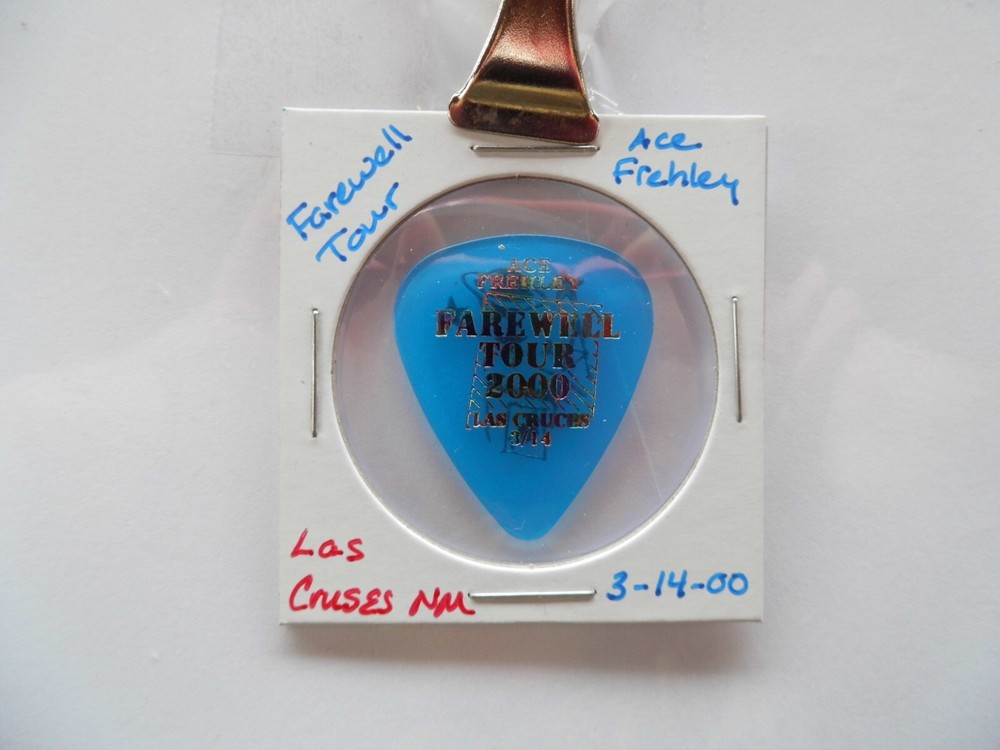 Farewell
Tour
Ace
Frehley
ACE
FREHLEY
FAREWELL
TOUR
2000
LAS CRUCES
3/14
Las
Cruses NM
3-14-00